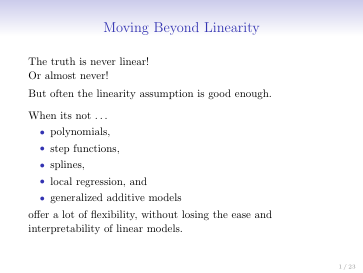 Moving Beyond Linearity
The truth is never linear!
Or almost never!
But often the linearity assumption is good enough.
When its not . . .
• polynomials,
• step functions,
• splines,
• local regression, and
• generalized additive models
offer a lot of flexibility, without losing the ease and
interpretability of linear models.
1 / 23